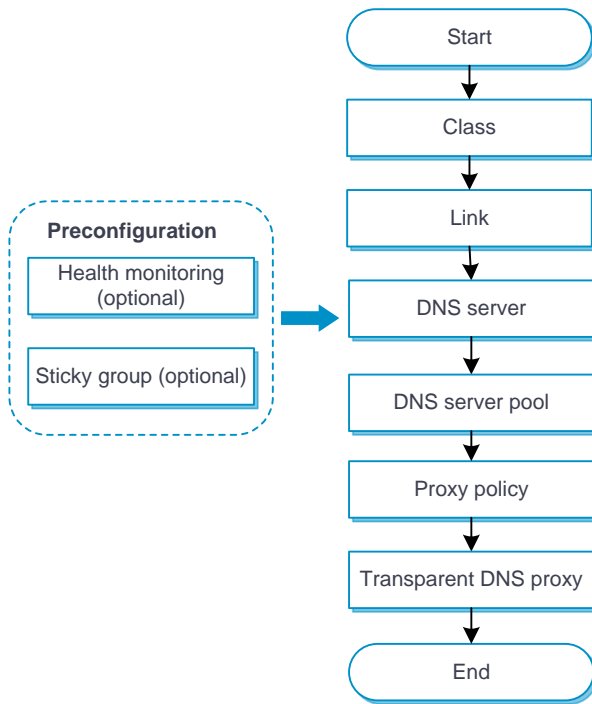 Start
Class
Link
Preconfiguration
Health monitoring
(optional)
Sticky group (optional)
DNS server
DNS server pool
Proxy policy
Transparent DNS proxy
End